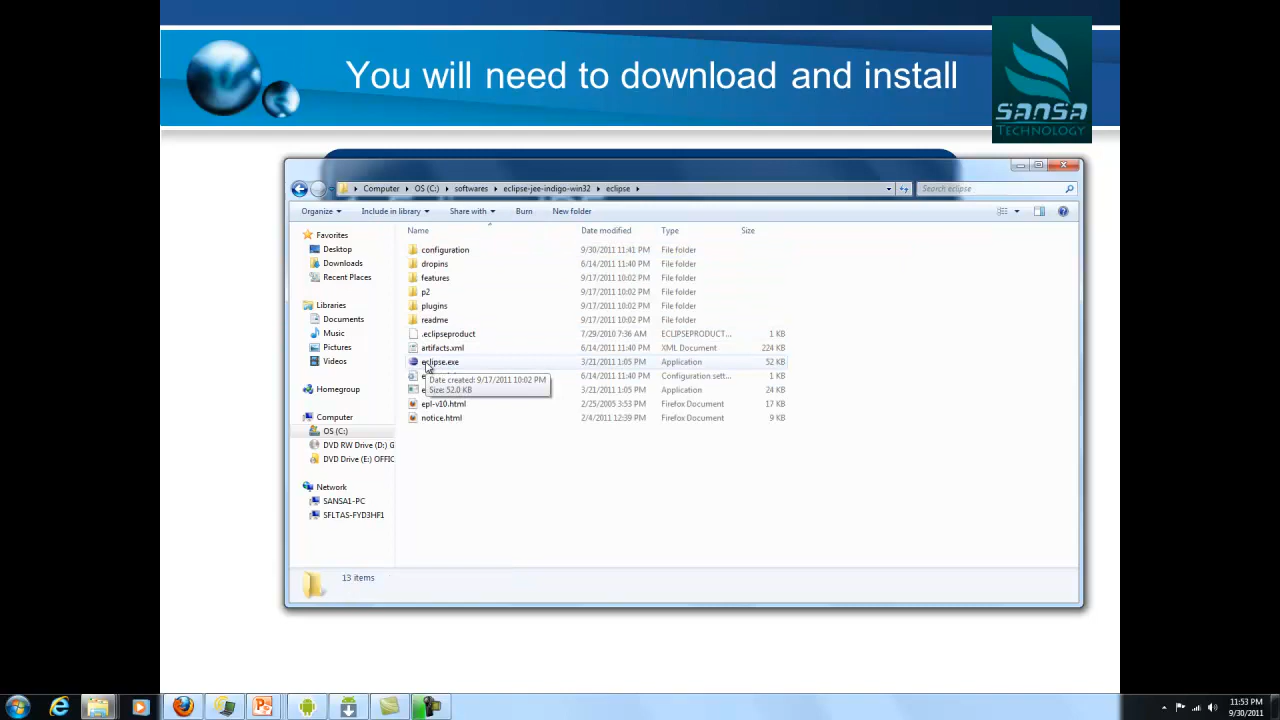 You will need to download and install
SANSA
TECHNOLOGY
Computer OS (C:) softwares eclipse-jee-indigo-win32 eclipse
Search eclipse
Organize Include in library Share with Burn New folder
Name Date modified Type Size
Favorites
Desktop
Downloads
Recent Places
Libraries
Documents
Music
Pictures
Videos
Homegroup
Computer
OS (C:)
DVD RW Drive (D:) G
DVD Drive (E:) OFFIC
Network
SANSA1-PC
SFLTAS-FYD3HF1
configuration 9/30/2011 11:41 PM File folder
dropins 6/14/2011 11:40 PM File folder
features 9/17/2011 10:02 PM File folder
p2 9/17/2011 10:02 PM File folder
plugins 9/17/2011 10:02 PM File folder
readme 9/17/2011 10:02 PM File folder
.eclipseproduct 7/29/2010 7:36 AM ECLIPSEPRODUCT... 1 KB
artifacts.xml 6/14/2011 11:40 PM XML Document 224 KB
eclipse.exe 3/21/2011 1:05 PM Application 52 KB
6/14/2011 11:40 PM Configuration sett... 1 KB
3/21/2011 1:05 PM Application 24 KB
Date created: 9/17/2011 10:02 PM
Size: 52.0 KB
epl-v10.html 2/25/2005 3:53 PM Firefox Document 17 KB
notice.html 2/4/2011 12:39 PM Firefox Document 9 KB
13 items
11:53 PM
9/30/2011